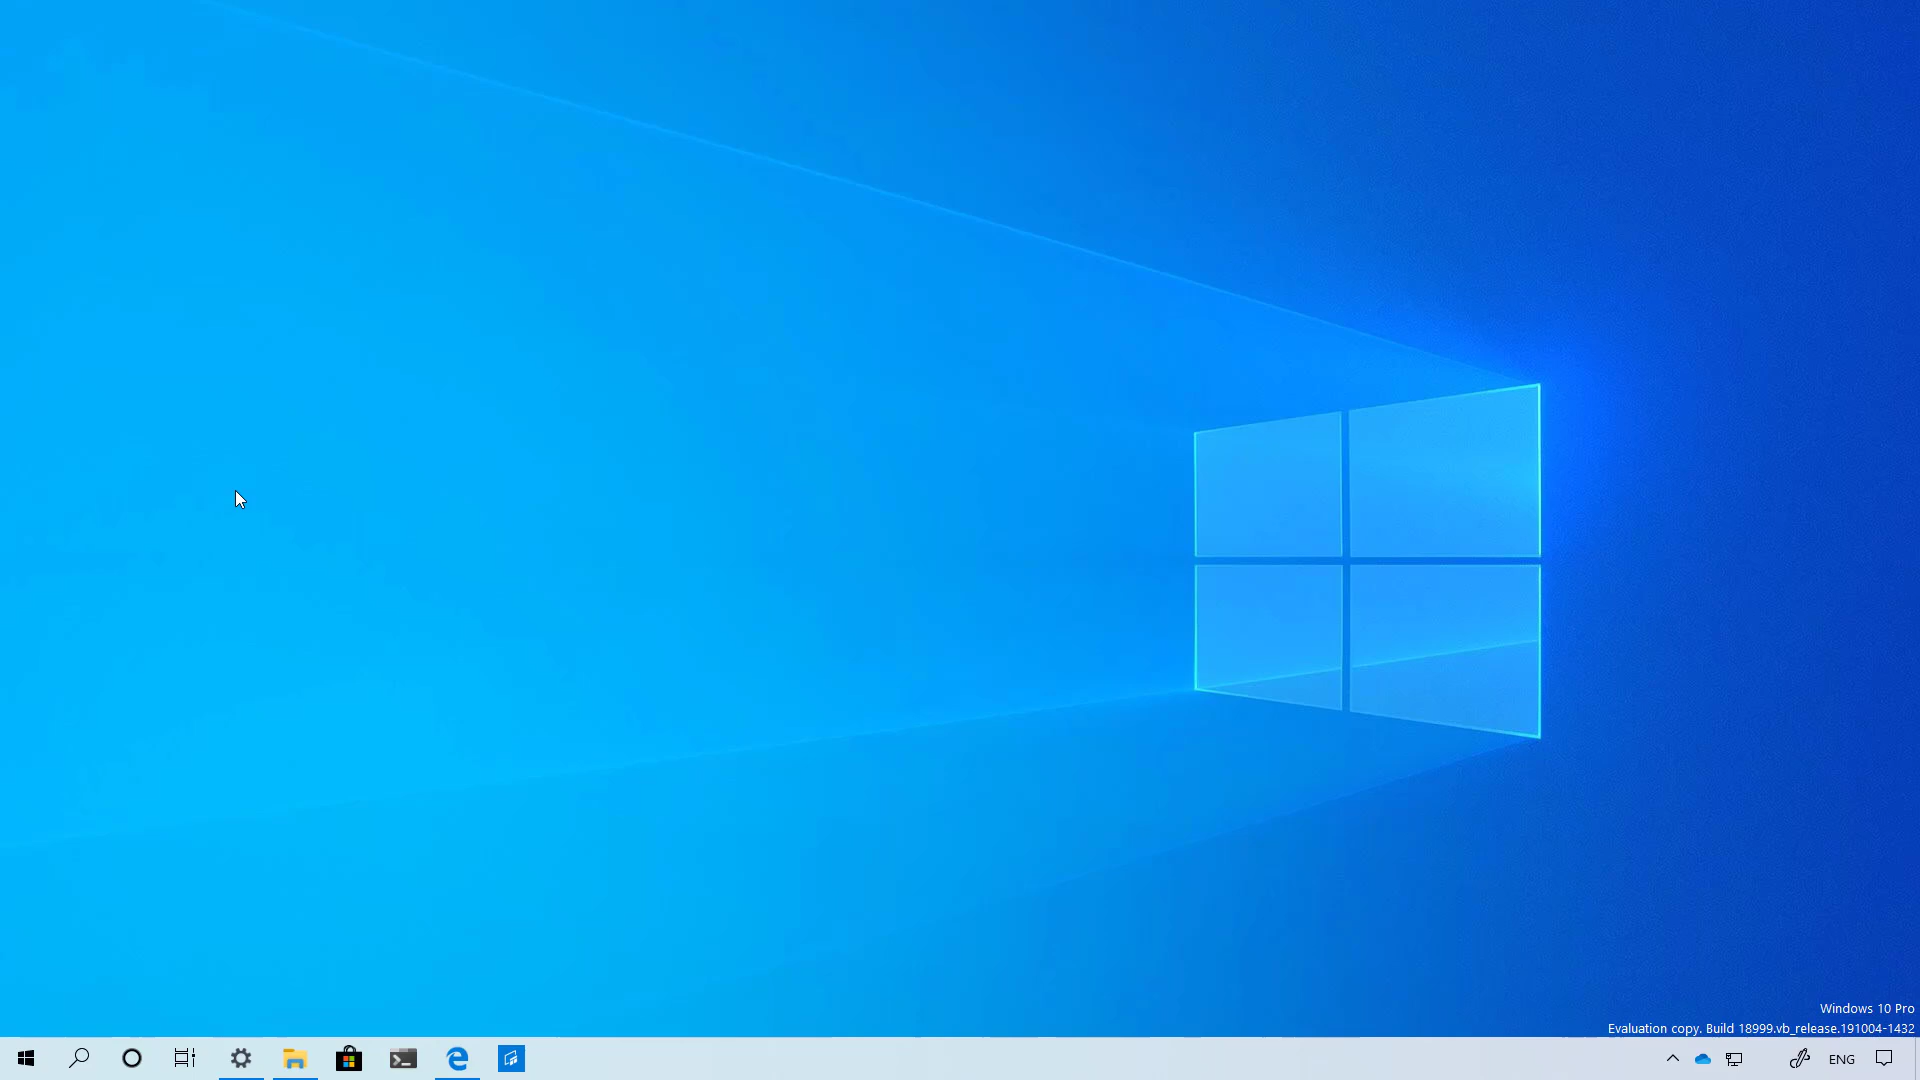 Windows 10 Pro
Evaluation copy. Build 18999.vb_release.191004-1432
ENG